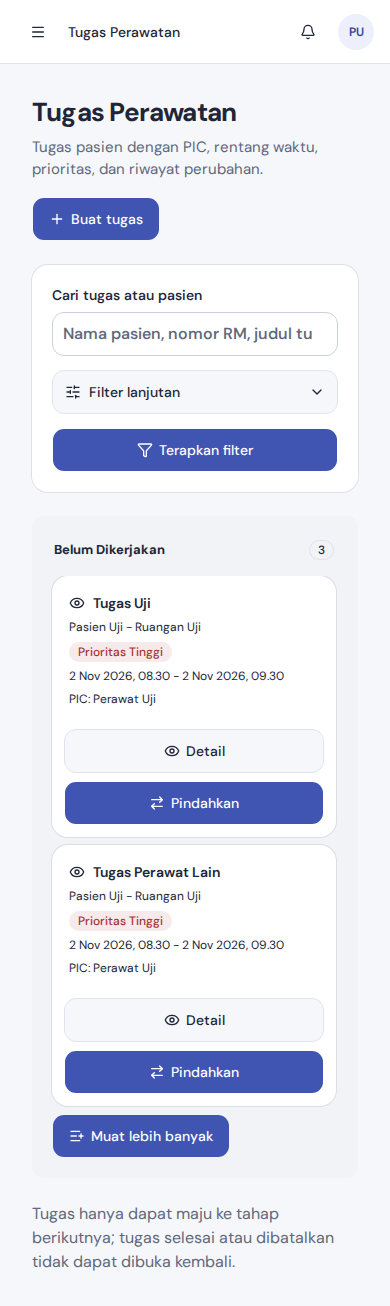 Tugas Perawatan
PU
Tugas Perawatan
Tugas pasien dengan PIC, rentang waktu,
prioritas, dan riwayat perubahan.
Buat tugas
Cari tugas atau pasien
Nama pasien, nomor RM, judul tu
Filter lanjutan
Terapkan filter
Belum Dikerjakan
3
Tugas Uji
Pasien Uji - Ruangan Uji
Prioritas Tinggi
2 Nov 2026, 08.30 - 2 Nov 2026, 09.30
PIC: Perawat Uji
Detail
Pindahkan
Tugas Perawat Lain
Pasien Uji - Ruangan Uji
Prioritas Tinggi
2 Nov 2026, 08.30 - 2 Nov 2026, 09.30
PIC: Perawat Uji
Detail
Pindahkan
Muat lebih banyak
Tugas hanya dapat maju ke tahap
berikutnya; tugas selesai atau dibatalkan
tidak dapat dibuka kembali.